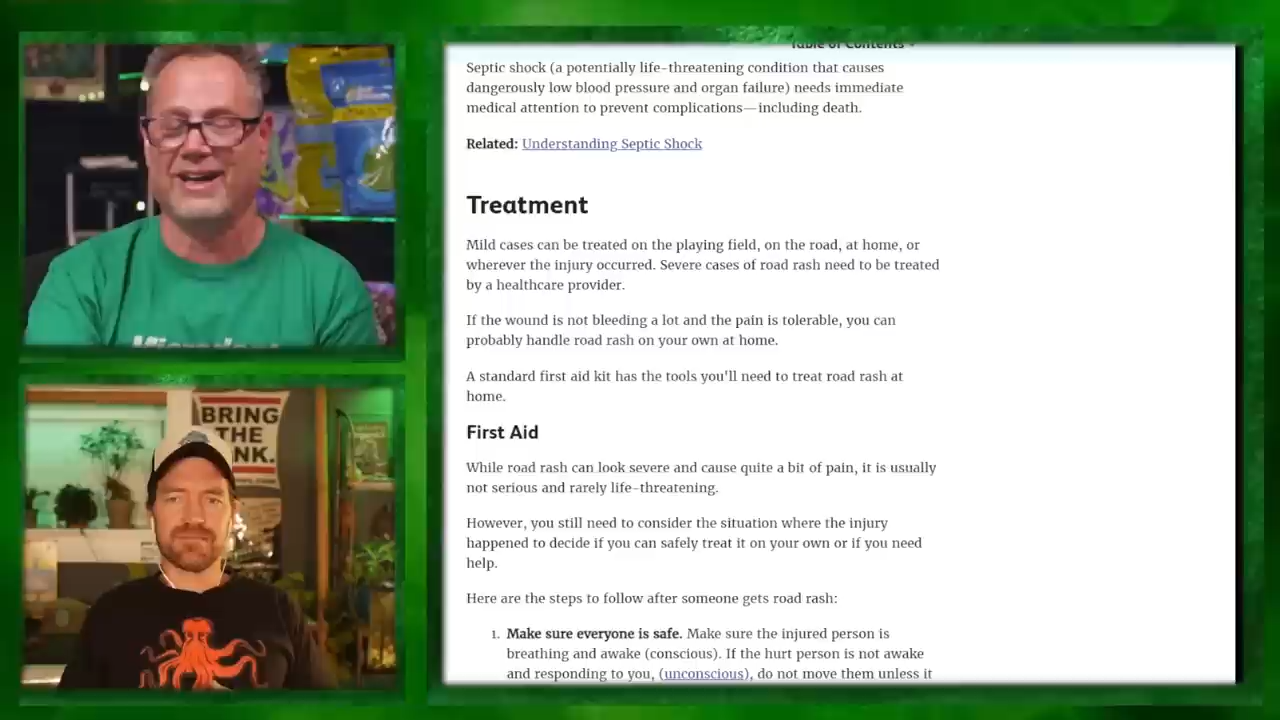 Table of Contents
Septic shock (a potentially life-threatening condition that causes
dangerously low blood pressure and organ failure) needs immediate
medical attention to prevent complications—including death.
Related: Understanding Septic Shock
Treatment
Mild cases can be treated on the playing field, on the road, at home, or
wherever the injury occurred. Severe cases of road rash need to be treated
by a healthcare provider.
If the wound is not bleeding a lot and the pain is tolerable, you can
probably handle road rash on your own at home.
A standard first aid kit has the tools you'll need to treat road rash at
home.
First Aid
While road rash can look severe and cause quite a bit of pain, it is usually
not serious and rarely life-threatening.
However, you still need to consider the situation where the injury
happened to decide if you can safely treat it on your own or if you need
help.
Here are the steps to follow after someone gets road rash:
1. Make sure everyone is safe. Make sure the injured person is
breathing and awake (conscious). If the hurt person is not awake
and responding to you, (unconscious), do not move them unless it
BRING
THE